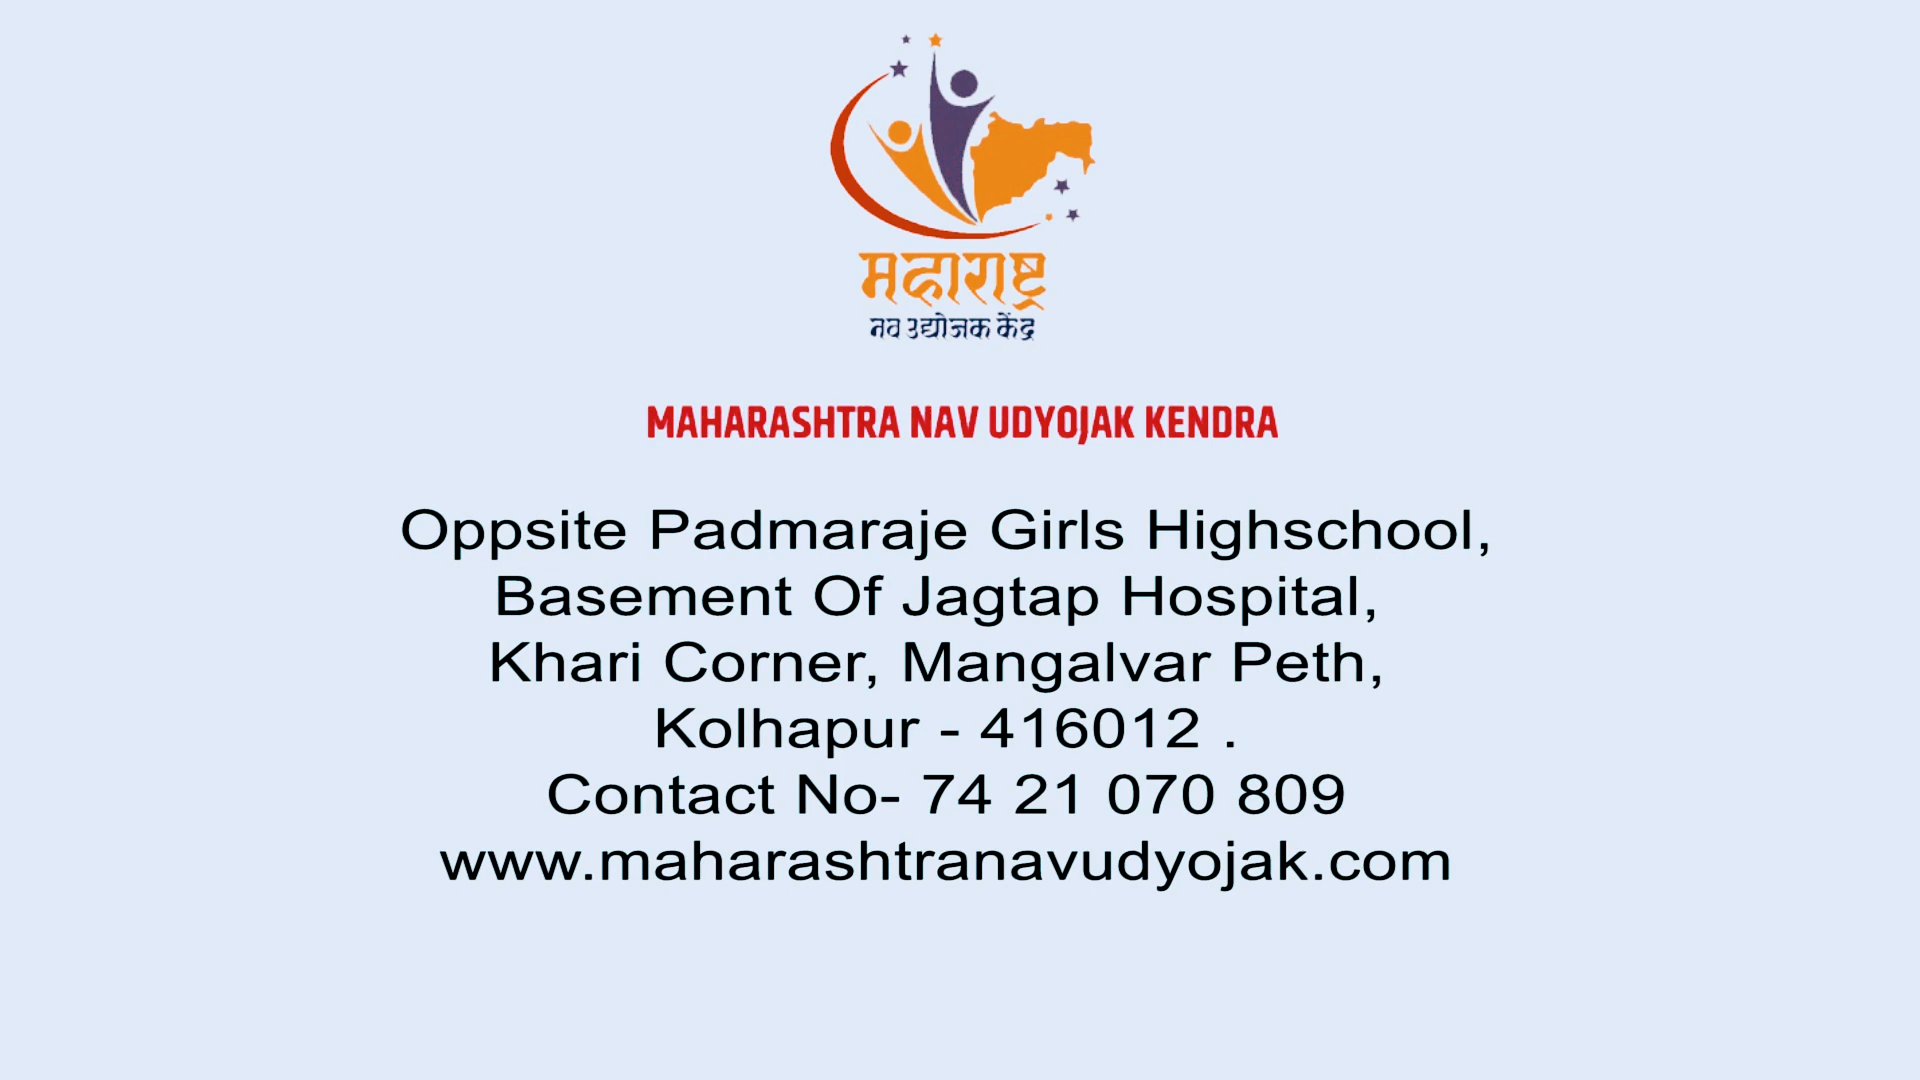 महाराष्ट्र
नव उद्योजक केंद्र
MAHARASHTRA NAV UDYOJAK KENDRA
Oppsite Padmaraje Girls Highschool,
Basement Of Jagtap Hospital,
Khari Corner, Mangalvar Peth,
Kolhapur - 416012 .
Contact No- 74 21 070 809
www.maharashtranavudyojak.com